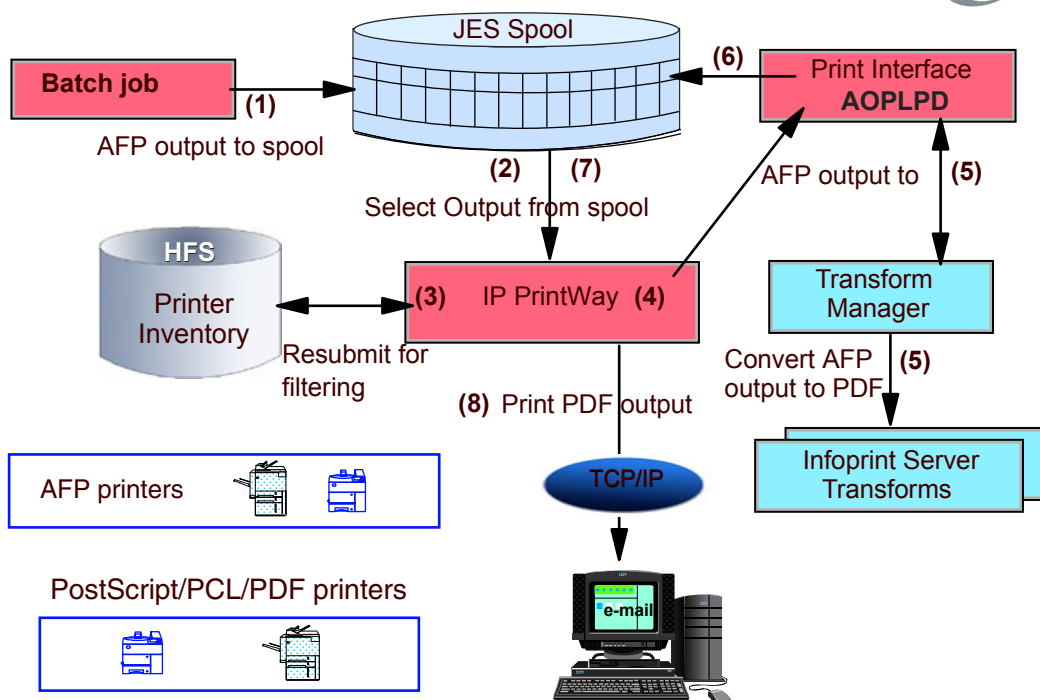 JES Spool
Batch job
(1)
AFP output to spool
(6)
Print Interface
AOPLPD
(2)
(7)
Select Output from spool
AFP output to
(5)
HFS
Printer
Inventory
(3)
IP PrintWay
(4)
Transform
Manager
Resubmit for
filtering
Convert AFP
output to PDF
(5)
(8) Print PDF output
Infoprint Server
Transforms
TCP/IP
AFP printers
PostScript/PCL/PDF printers
e-mail